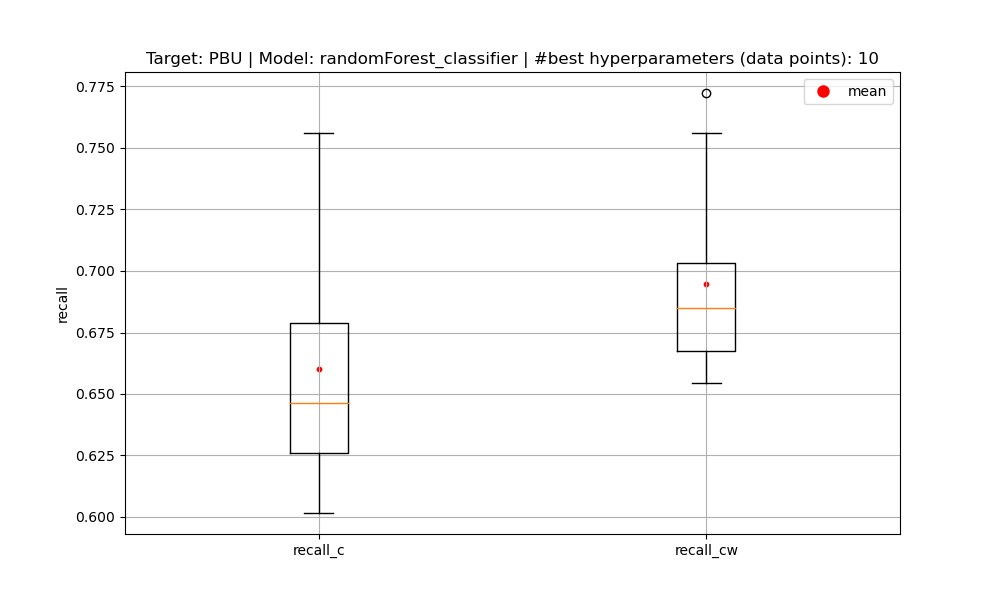 Target: PBU | Model: randomForest_classifier | #best hyperparameters (data points): 10
mean
0.775
0.750
0.725
0.700
0.675
0.650
0.625
0.600
recall
recall_c
recall_cw